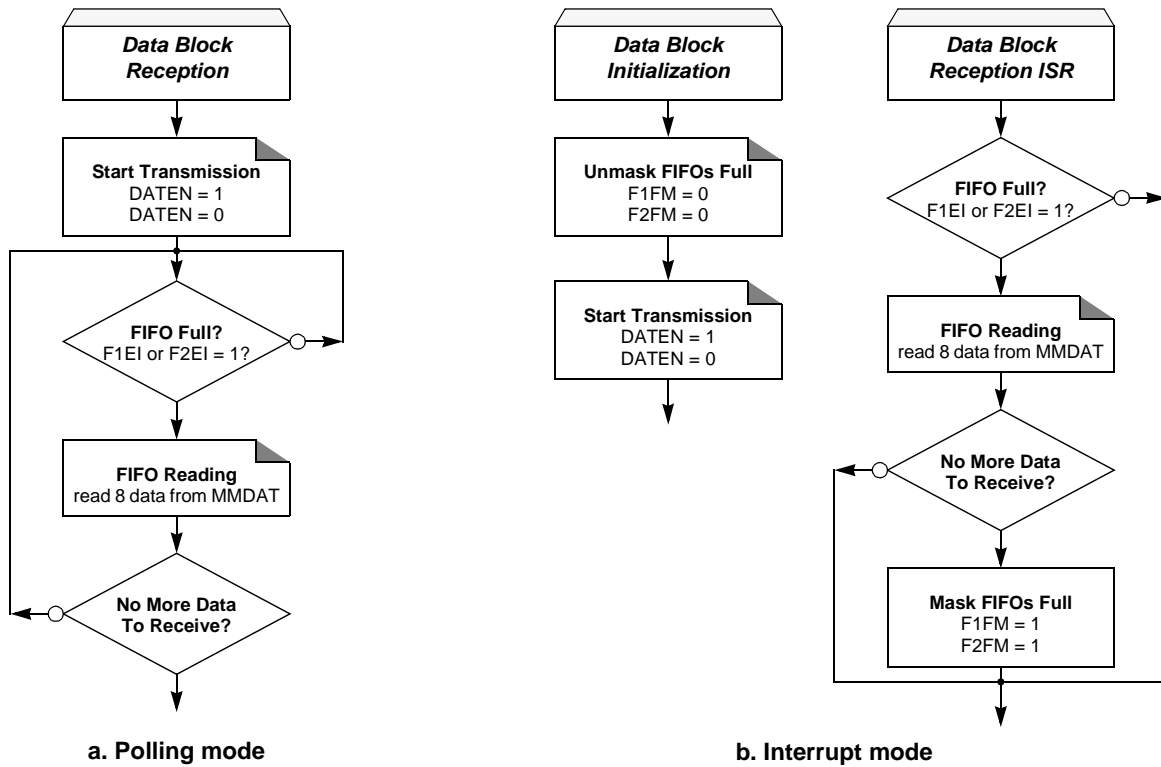 Data Block
Reception
Start Transmission
DATEN = 1
DATEN = 0
FIFO Full?
F1EI or F2EI = 1?
FIFO Reading
read 8 data from MMDAT
No More Data
To Receive?
a. Polling mode
Data Block
Initialization
Unmask FIFOs Full
F1FM = 0
F2FM = 0
Start Transmission
DATEN = 1
DATEN = 0
Data Block
Reception ISR
FIFO Full?
F1EI or F2EI = 1?
FIFO Reading
read 8 data from MMDAT
No More Data
To Receive?
Mask FIFOs Full
F1FM = 1
F2FM = 1
b. Interrupt mode